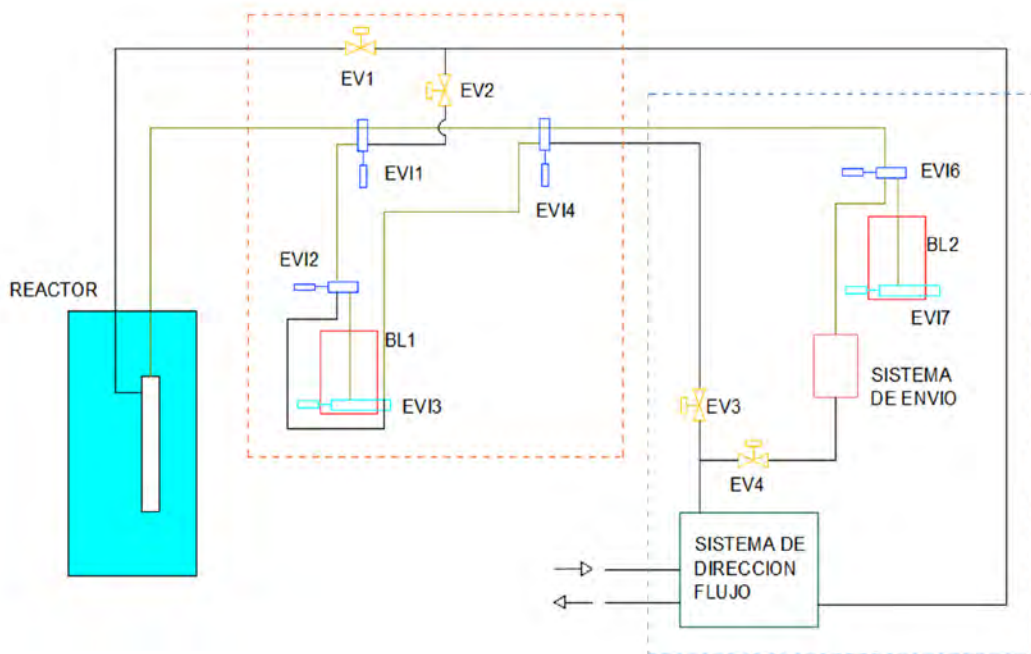 EV1
EV2
EVI1
EVI4
EVI6
EVI2
BL2
REACTOR
EVI7
BL1
SISTEMA
DE ENVIO
EVI3
EV3
EV4
SISTEMA DE
DIRECCION
FLUJO